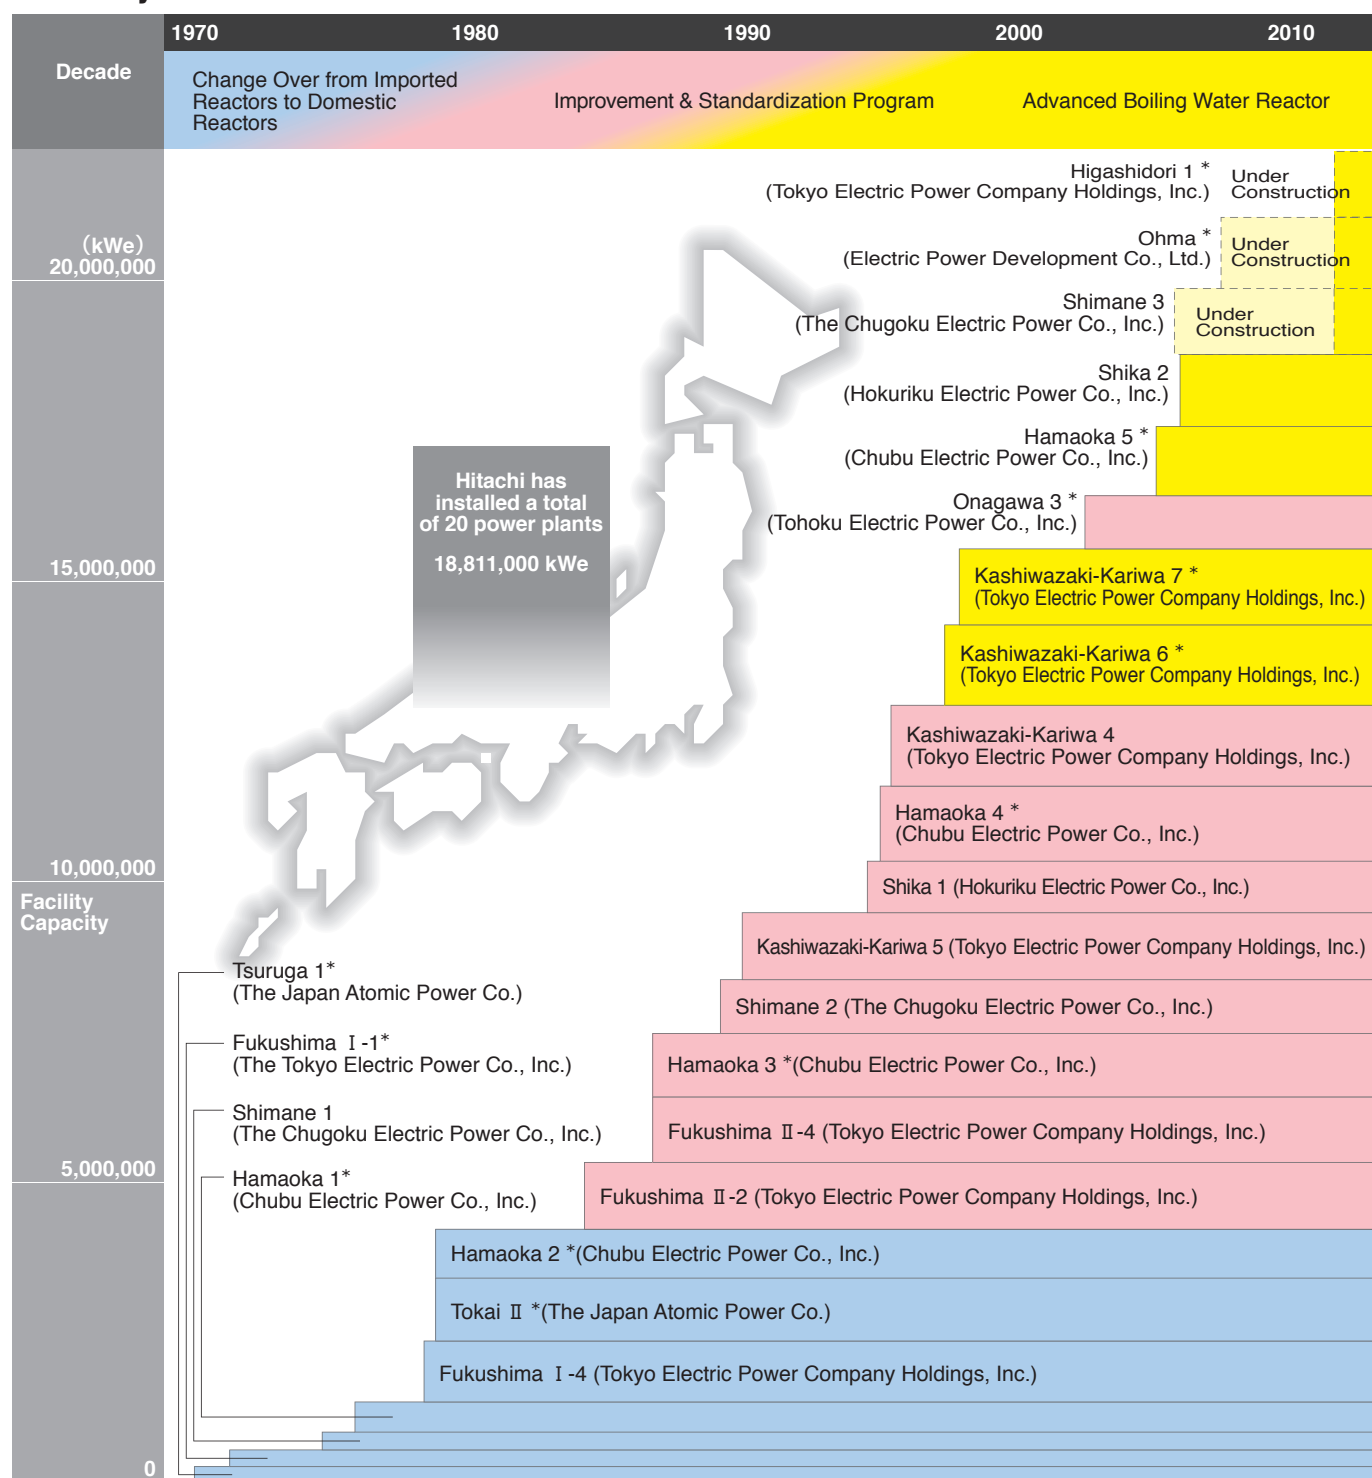 1970 1980 1990 2000 2010
Decade
Change Over from Imported
Reactors to Domestic
Reactors
Improvement & Standardization Program
Advanced Boiling Water Reactor
Higashidori 1 *
(Tokyo Electric Power Company Holdings, Inc.)
Under
Construction
(kWe)
20,000,000
Ohma *
(Electric Power Development Co., Ltd.)
Under
Construction
Shimane 3
(The Chugoku Electric Power Co., Inc.)
Under
Construction
Shika 2
(Hokuriku Electric Power Co., Inc.)
Hamaoka 5 *
(Chubu Electric Power Co., Inc.)
Hitachi has
installed a total
of 20 power plants
18,811,000 kWe
Onagawa 3 *
(Tohoku Electric Power Co., Inc.)
15,000,000
Kashiwazaki-Kariwa 7 *
(Tokyo Electric Power Company Holdings, Inc.)
Kashiwazaki-Kariwa 6 *
(Tokyo Electric Power Company Holdings, Inc.)
Kashiwazaki-Kariwa 4
(Tokyo Electric Power Company Holdings, Inc.)
Hamaoka 4 *
(Chubu Electric Power Co., Inc.)
10,000,000
Facility
Capacity
Shika 1 (Hokuriku Electric Power Co., Inc.)
Kashiwazaki-Kariwa 5 (Tokyo Electric Power Company Holdings, Inc.)
Tsuruga 1*
(The Japan Atomic Power Co.)
Shimane 2 (The Chugoku Electric Power Co., Inc.)
Fukushima Ⅰ-1*
(The Tokyo Electric Power Co., Inc.)
Hamaoka 3 *(Chubu Electric Power Co., Inc.)
Shimane 1
(The Chugoku Electric Power Co., Inc.)
Fukushima Ⅱ-4 (Tokyo Electric Power Company Holdings, Inc.)
5,000,000
Hamaoka 1*
(Chubu Electric Power Co., Inc.)
Fukushima Ⅱ-2 (Tokyo Electric Power Company Holdings, Inc.)
Hamaoka 2 *(Chubu Electric Power Co., Inc.)
Tokai Ⅱ *(The Japan Atomic Power Co.)
Fukushima Ⅰ-4 (Tokyo Electric Power Company Holdings, Inc.)
0